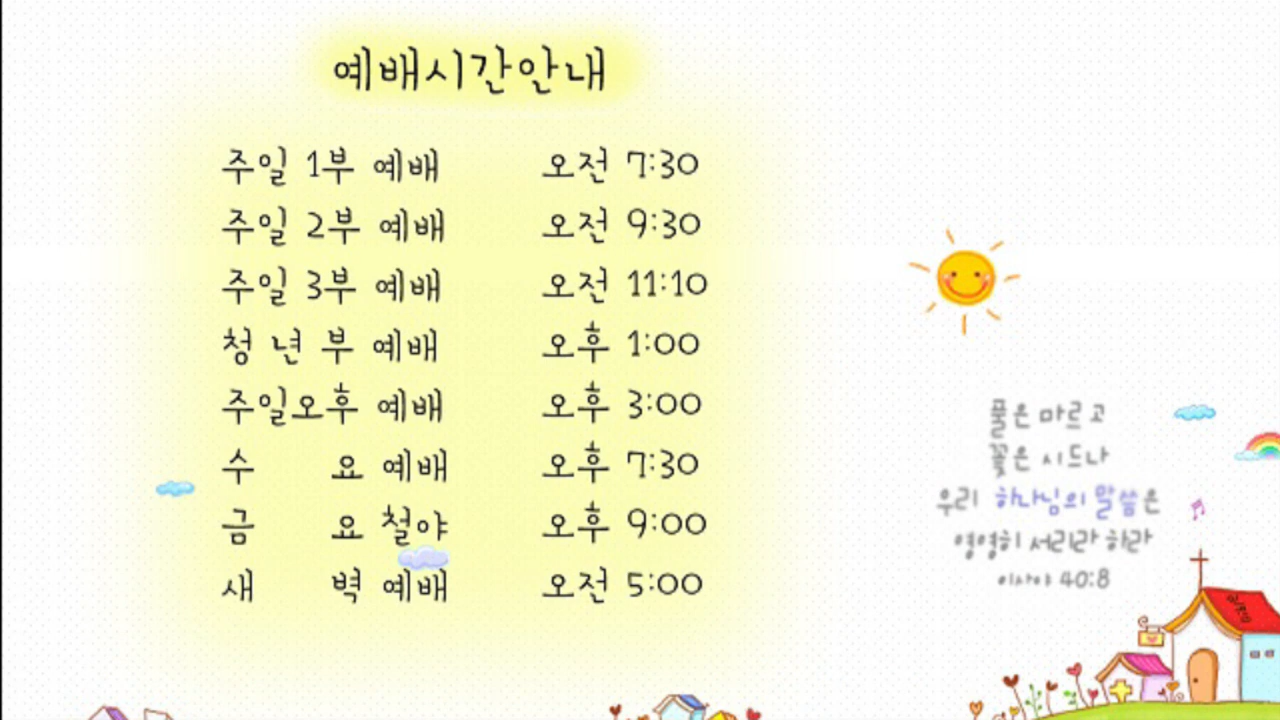 예배시간안내
주일 1부 예배 오전 7:30
주일 2부 예배 오전 9:30
주일 3부 예배 오전 11:10
청 년 부 예배 오후 1:00
주일오후 예배 오후 3:00
수 요 예배 오후 7:30
금 요 철야 오후 9:00
새 벽 예배 오전 5:00
풀은 마르고
꽃은 시드나
우리 하나님의 말씀은
영영히 서리라 하라
이사야 40:8